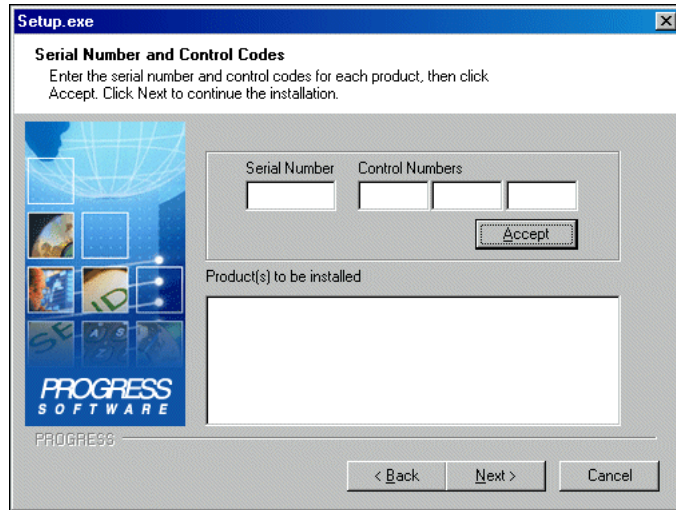 Setup.exe
Serial Number and Control Codes
Enter the serial number and control codes for each product, then click
Accept. Click Next to continue the installation.
Serial Number Control Numbers
Accept
Product(s) to be installed
PROGRESS
SOFTWARE
PROGRESS
< Back Next > Cancel